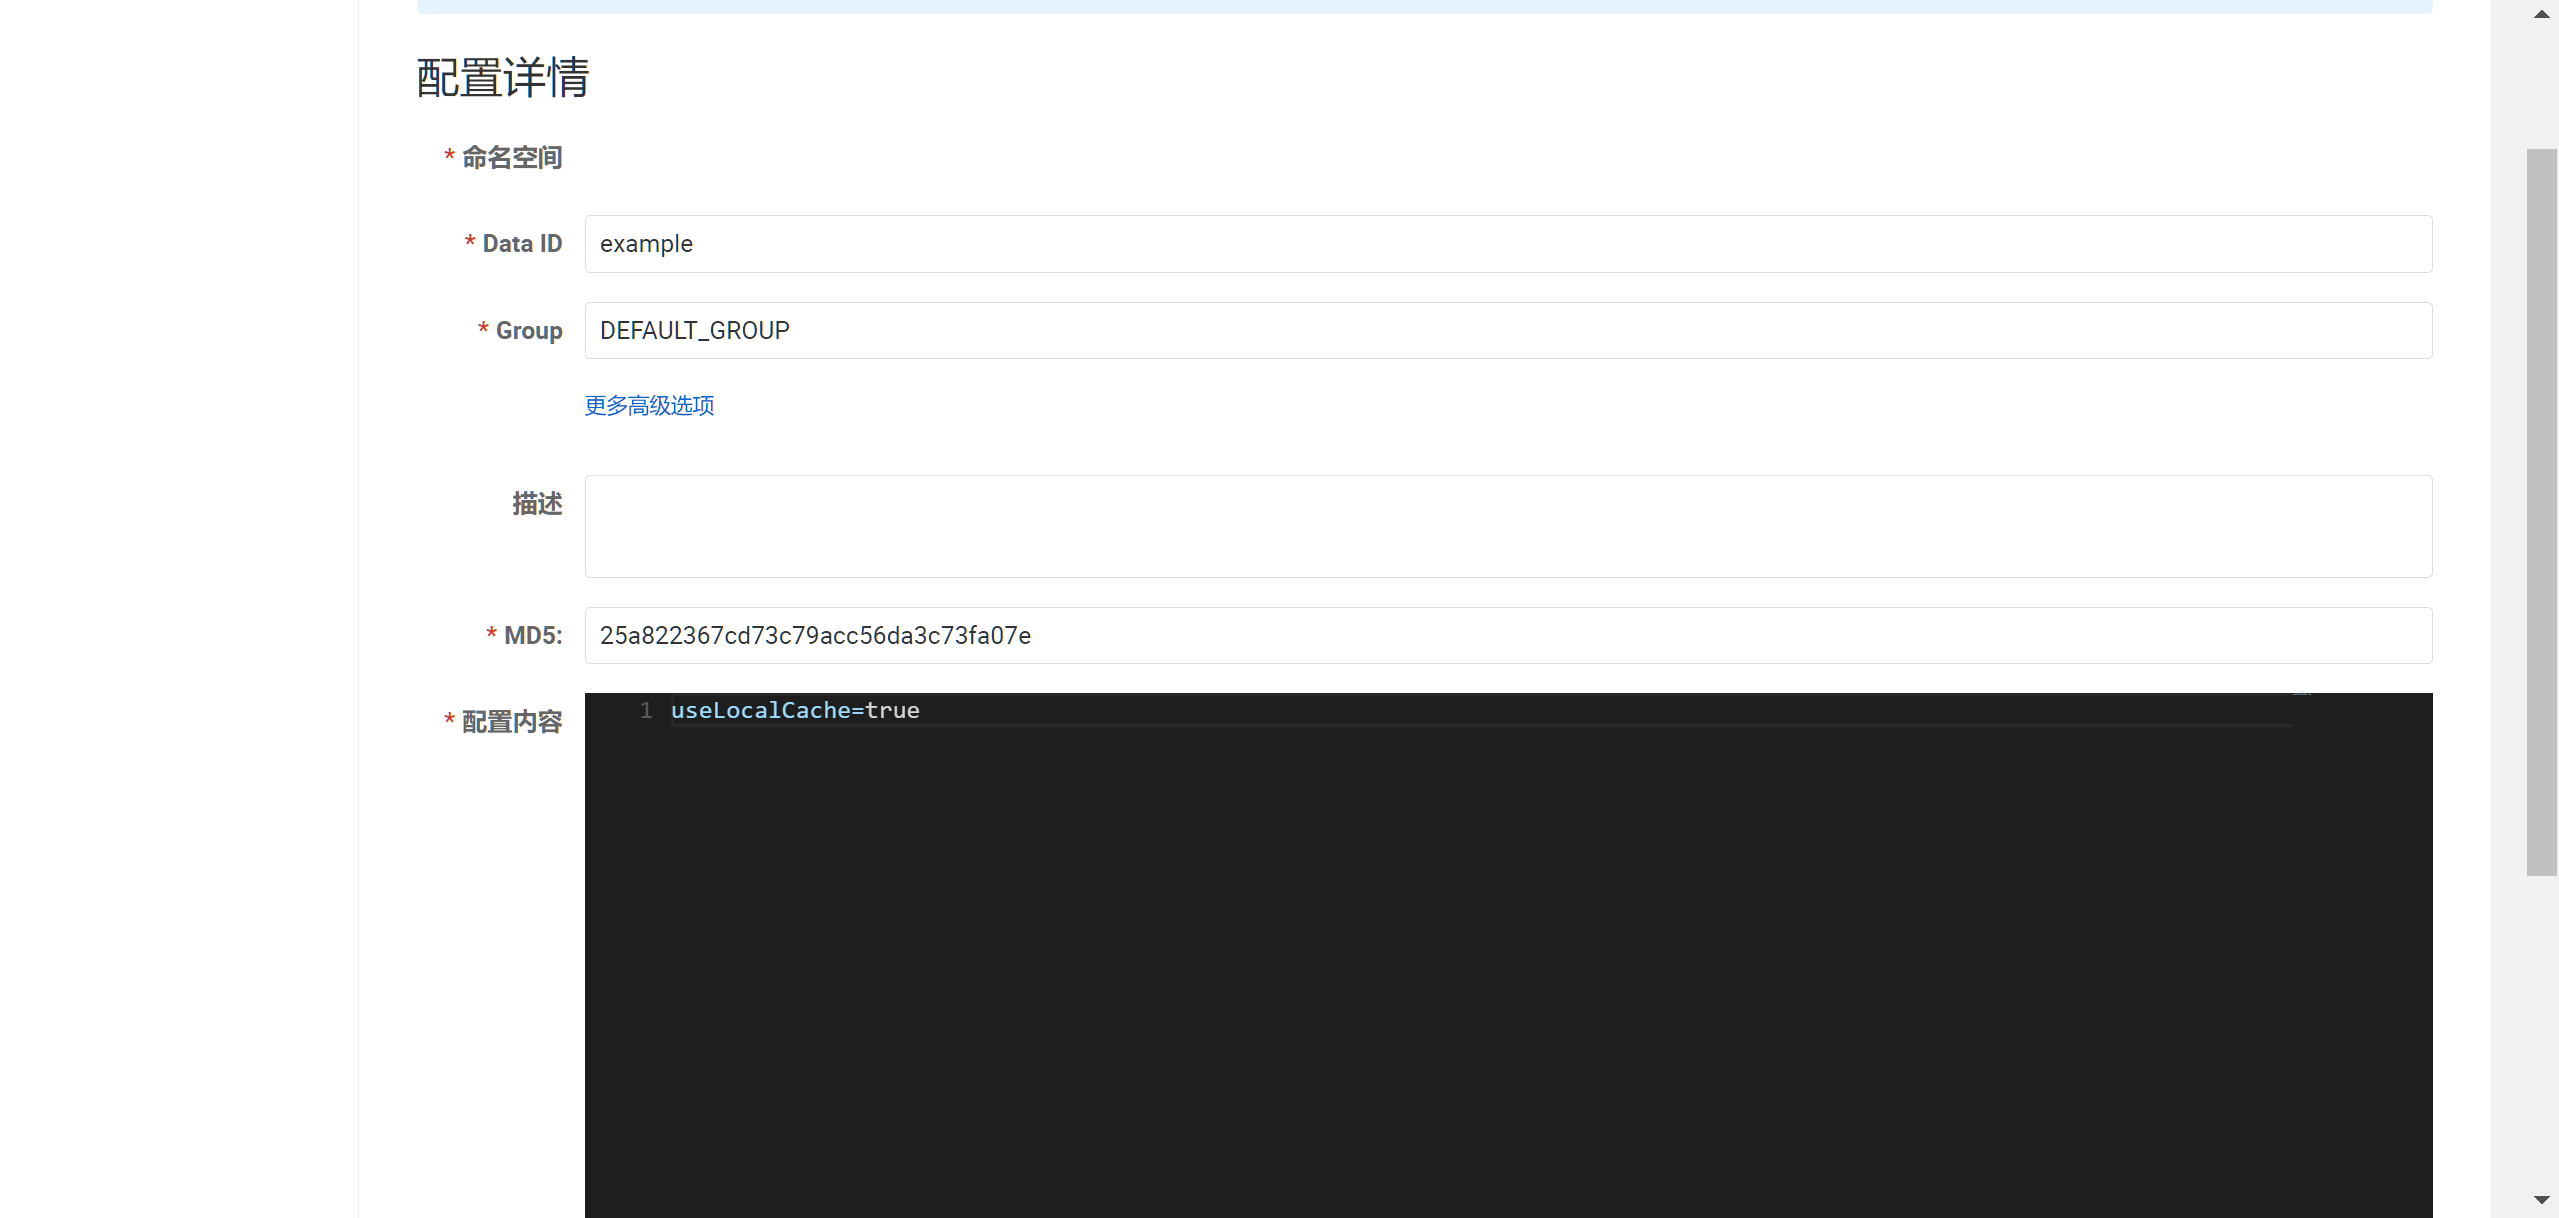 配置详情
* 命名空间
* Data ID example
* Group DEFAULT_GROUP
更多高级选项
描述
* MD5: 25a822367cd73c79acc56da3c73fa07e
* 配置内容 1 useLocalCache=true